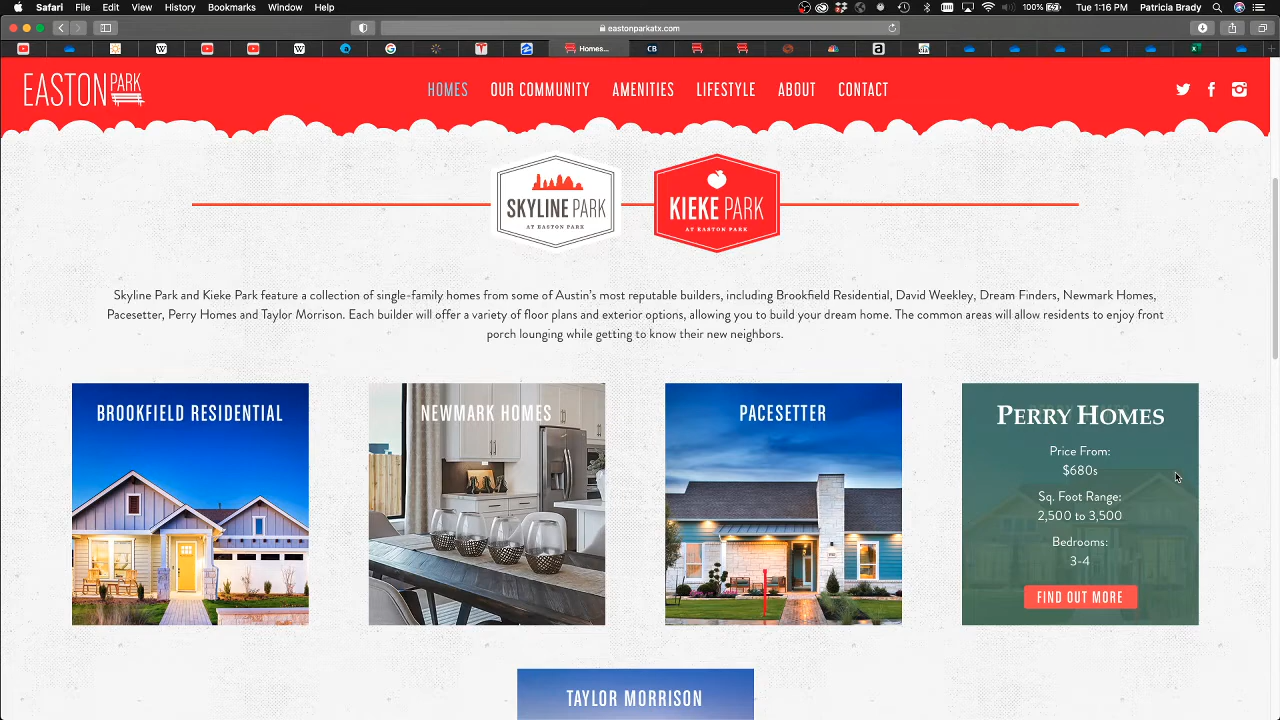 Safari File Edit View History Bookmarks Window Help
100%
Tue 1:16 PM Patricia Brady
eastonparkatx.com
W
G
T
Homes...
CB
W
a
EASTON PARK
HOMES OUR COMMUNITY AMENITIES LIFESTYLE ABOUT CONTACT
SKYLINE PARK
AT EASTON PARK
KIEKE PARK
AT EASTON PARK
Skyline Park and Kieke Park feature a collection of single-family homes from some of Austin’s most reputable builders, including Brookfield Residential, David Weekley, Dream Finders, Newmark Homes,
Pacesetter, Perry Homes and Taylor Morrison. Each builder will offer a variety of floor plans and exterior options, allowing you to build your dream home. The common areas will allow residents to enjoy front
porch lounging while getting to know their new neighbors.
BROOKFIELD RESIDENTIAL
NEWMARK HOMES
PACESETTER
PERRY HOMES
Price From:
$680s
Sq. Foot Range:
2,500 to 3,500
Bedrooms:
3-4
FIND OUT MORE
TAYLOR MORRISON